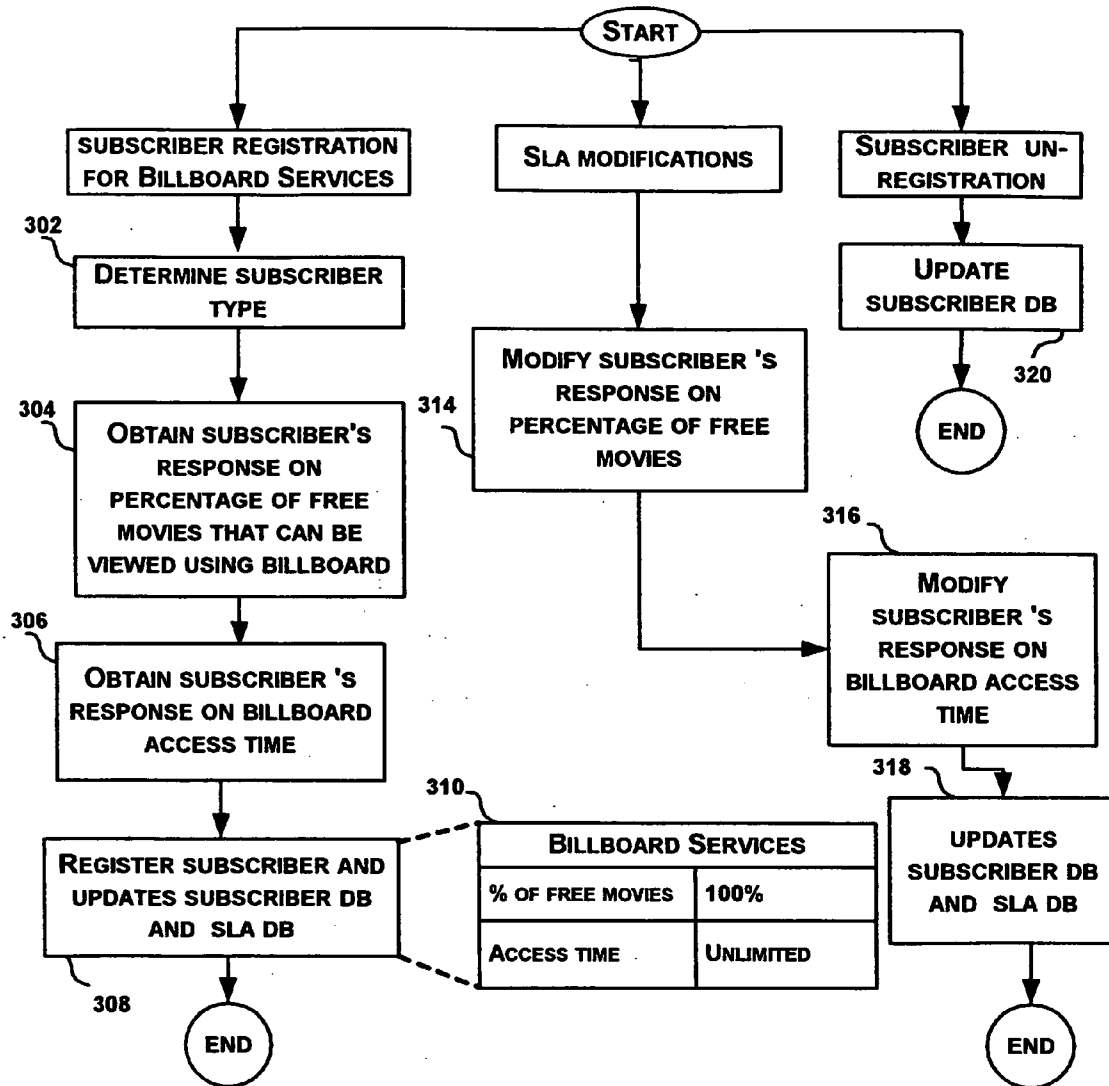 START
SUBSCRIBER REGISTRATION
FOR BILLBOARD SERVICES
302
DETERMINE SUBSCRIBER
TYPE
304
OBTAIN SUBSCRIBER'S
RESPONSE ON
PERCENTAGE OF FREE
MOVIES THAT CAN BE
VIEWED USING BILLBOARD
306
OBTAIN SUBSCRIBER 'S
RESPONSE ON BILLBOARD
ACCESS TIME
REGISTER SUBSCRIBER AND
UPDATES SUBSCRIBER DB
AND SLA DB
308
END
310
BILLBOARD SERVICES
% OF FREE MOVIES 100%
ACCESS TIME UNLIMITED
SLA MODIFICATIONS
314
MODIFY SUBSCRIBER 'S
RESPONSE ON
PERCENTAGE OF FREE
MOVIES
316
MODIFY
SUBSCRIBER 'S
RESPONSE ON
BILLBOARD ACCESS
TIME
318
UPDATES
SUBSCRIBER DB
AND SLA DB
END
SUBSCRIBER UN-
REGISTRATION
UPDATE
SUBSCRIBER DB
320
END